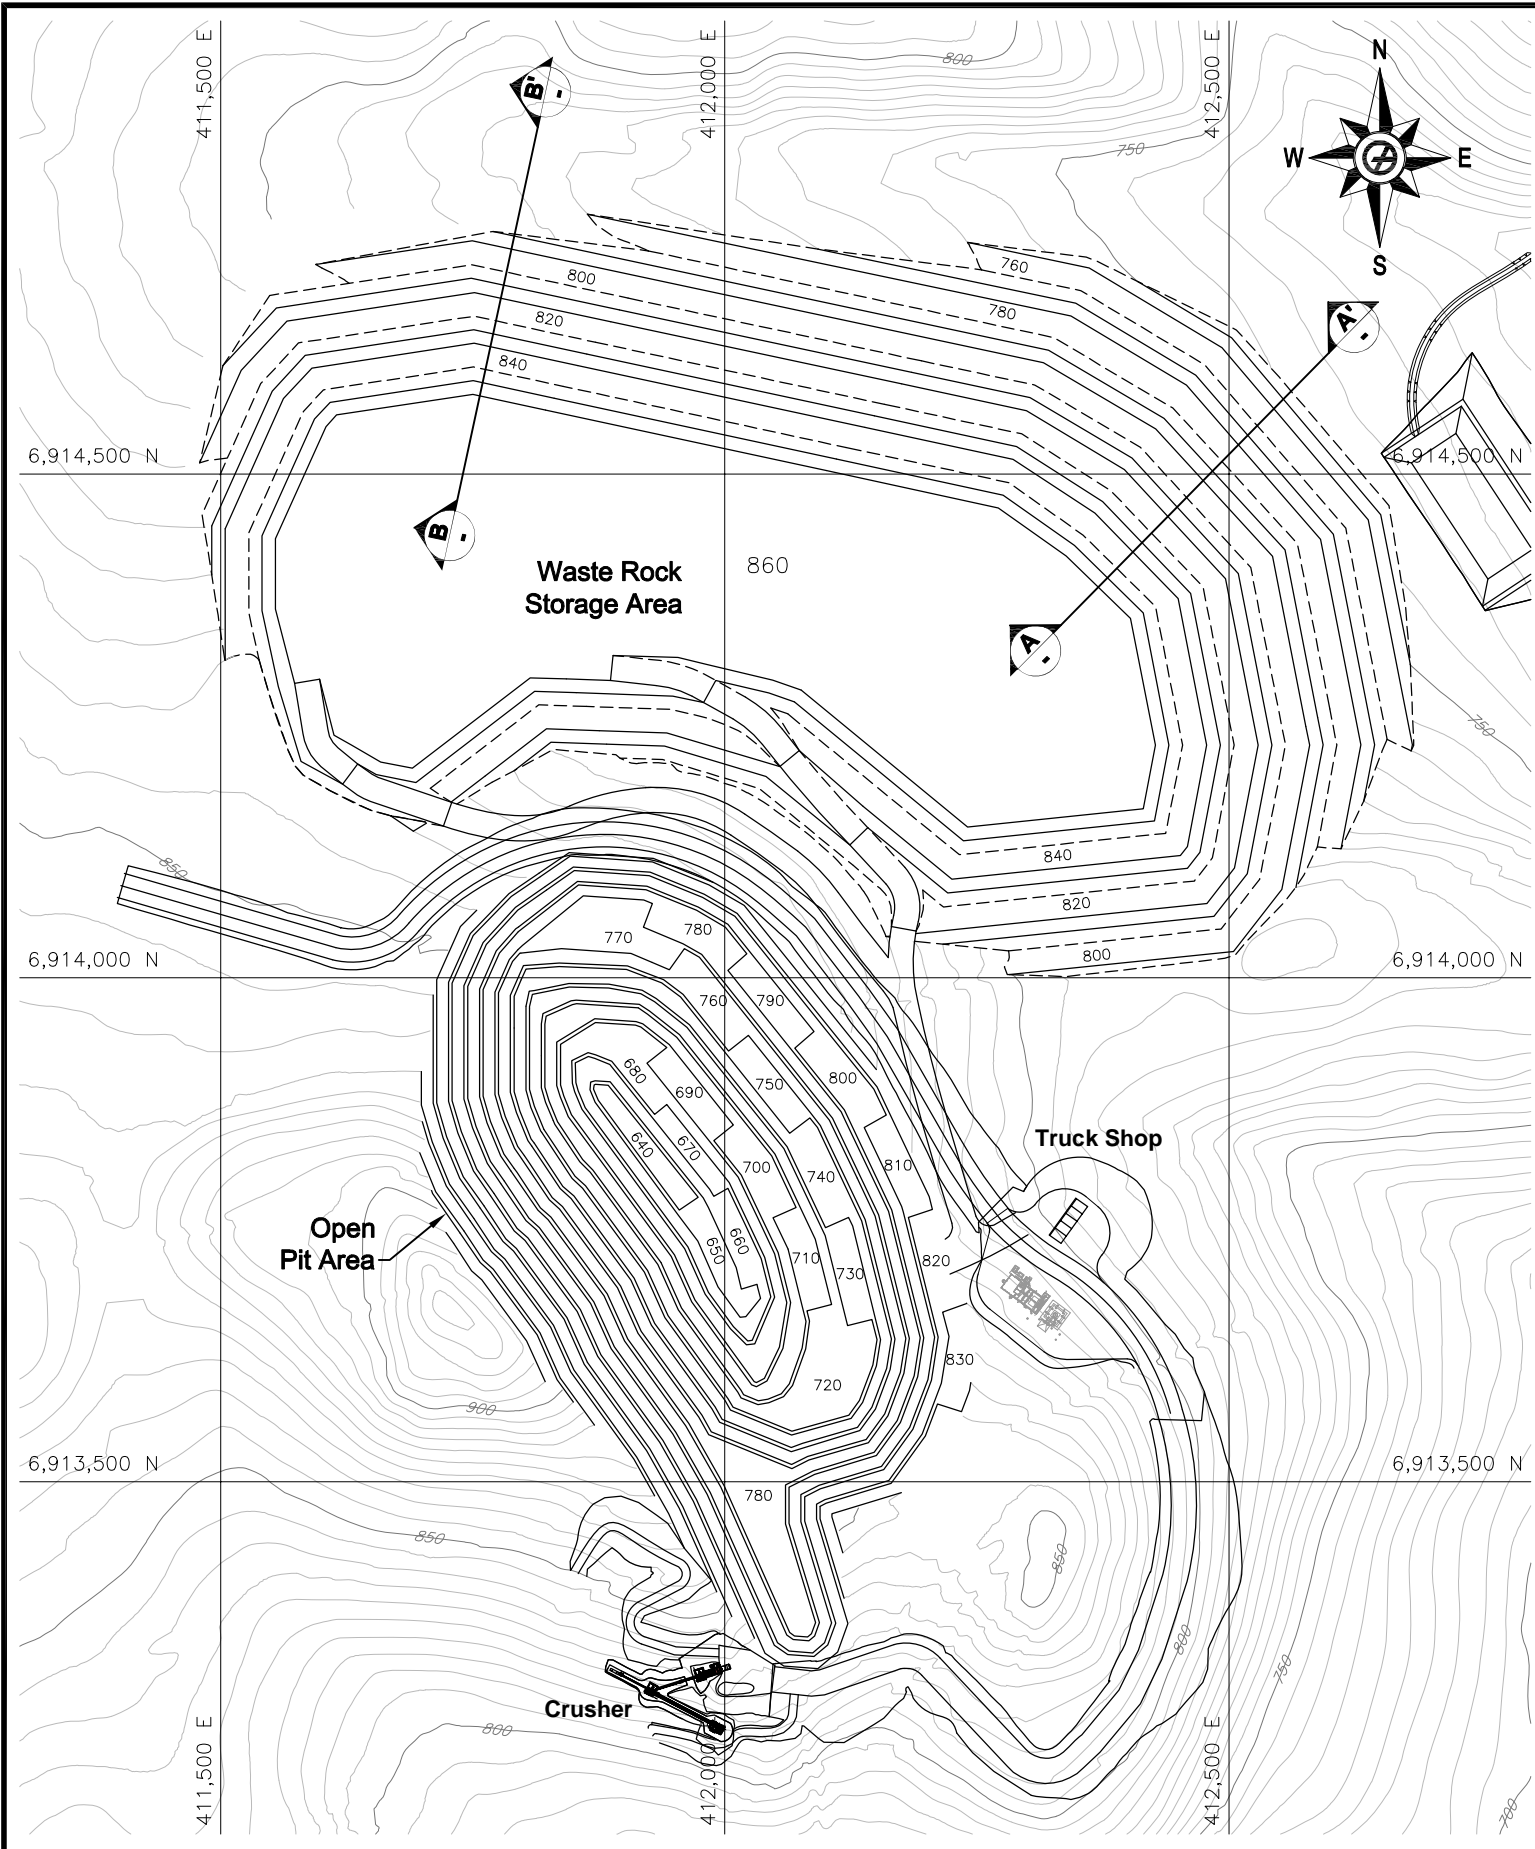 411,500 E
412,000 E
412,500 E
800
N
B'
-
750
W
E
S
760
800
780
820
A'
-
840
6,914,500 N
6,914,500 N
B
-
Waste Rock
Storage Area
860
A
-
750
840
850
820
780
770
800
6,914,000 N
6,914,000 N
760
790
680
800
750
690
640
670
Truck Shop
700
740
810
Open
Pit Area
660
650
710
820
730
830
720
900
6,913,500 N
6,913,500 N
780
850
850
800
750
Crusher
800
411,500 E
412,000
412,500 E
700